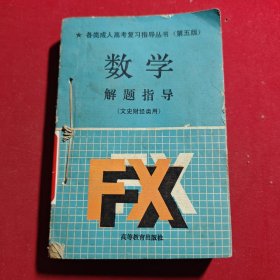 ★ 各类成人高考复习指导丛书（第五版）
数学
解题指导
（文史财经类用）
FX
高等教育出版社